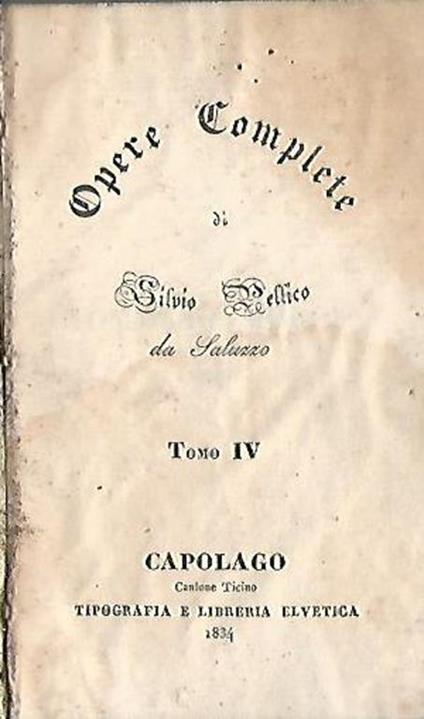 Opere Complete
di
Silvio Pellico
da Saluzzo
Tomo IV
CAPOLAGO
Cantone Ticino
TIPOGRAFIA E LIBRERIA ELVETICA
1834